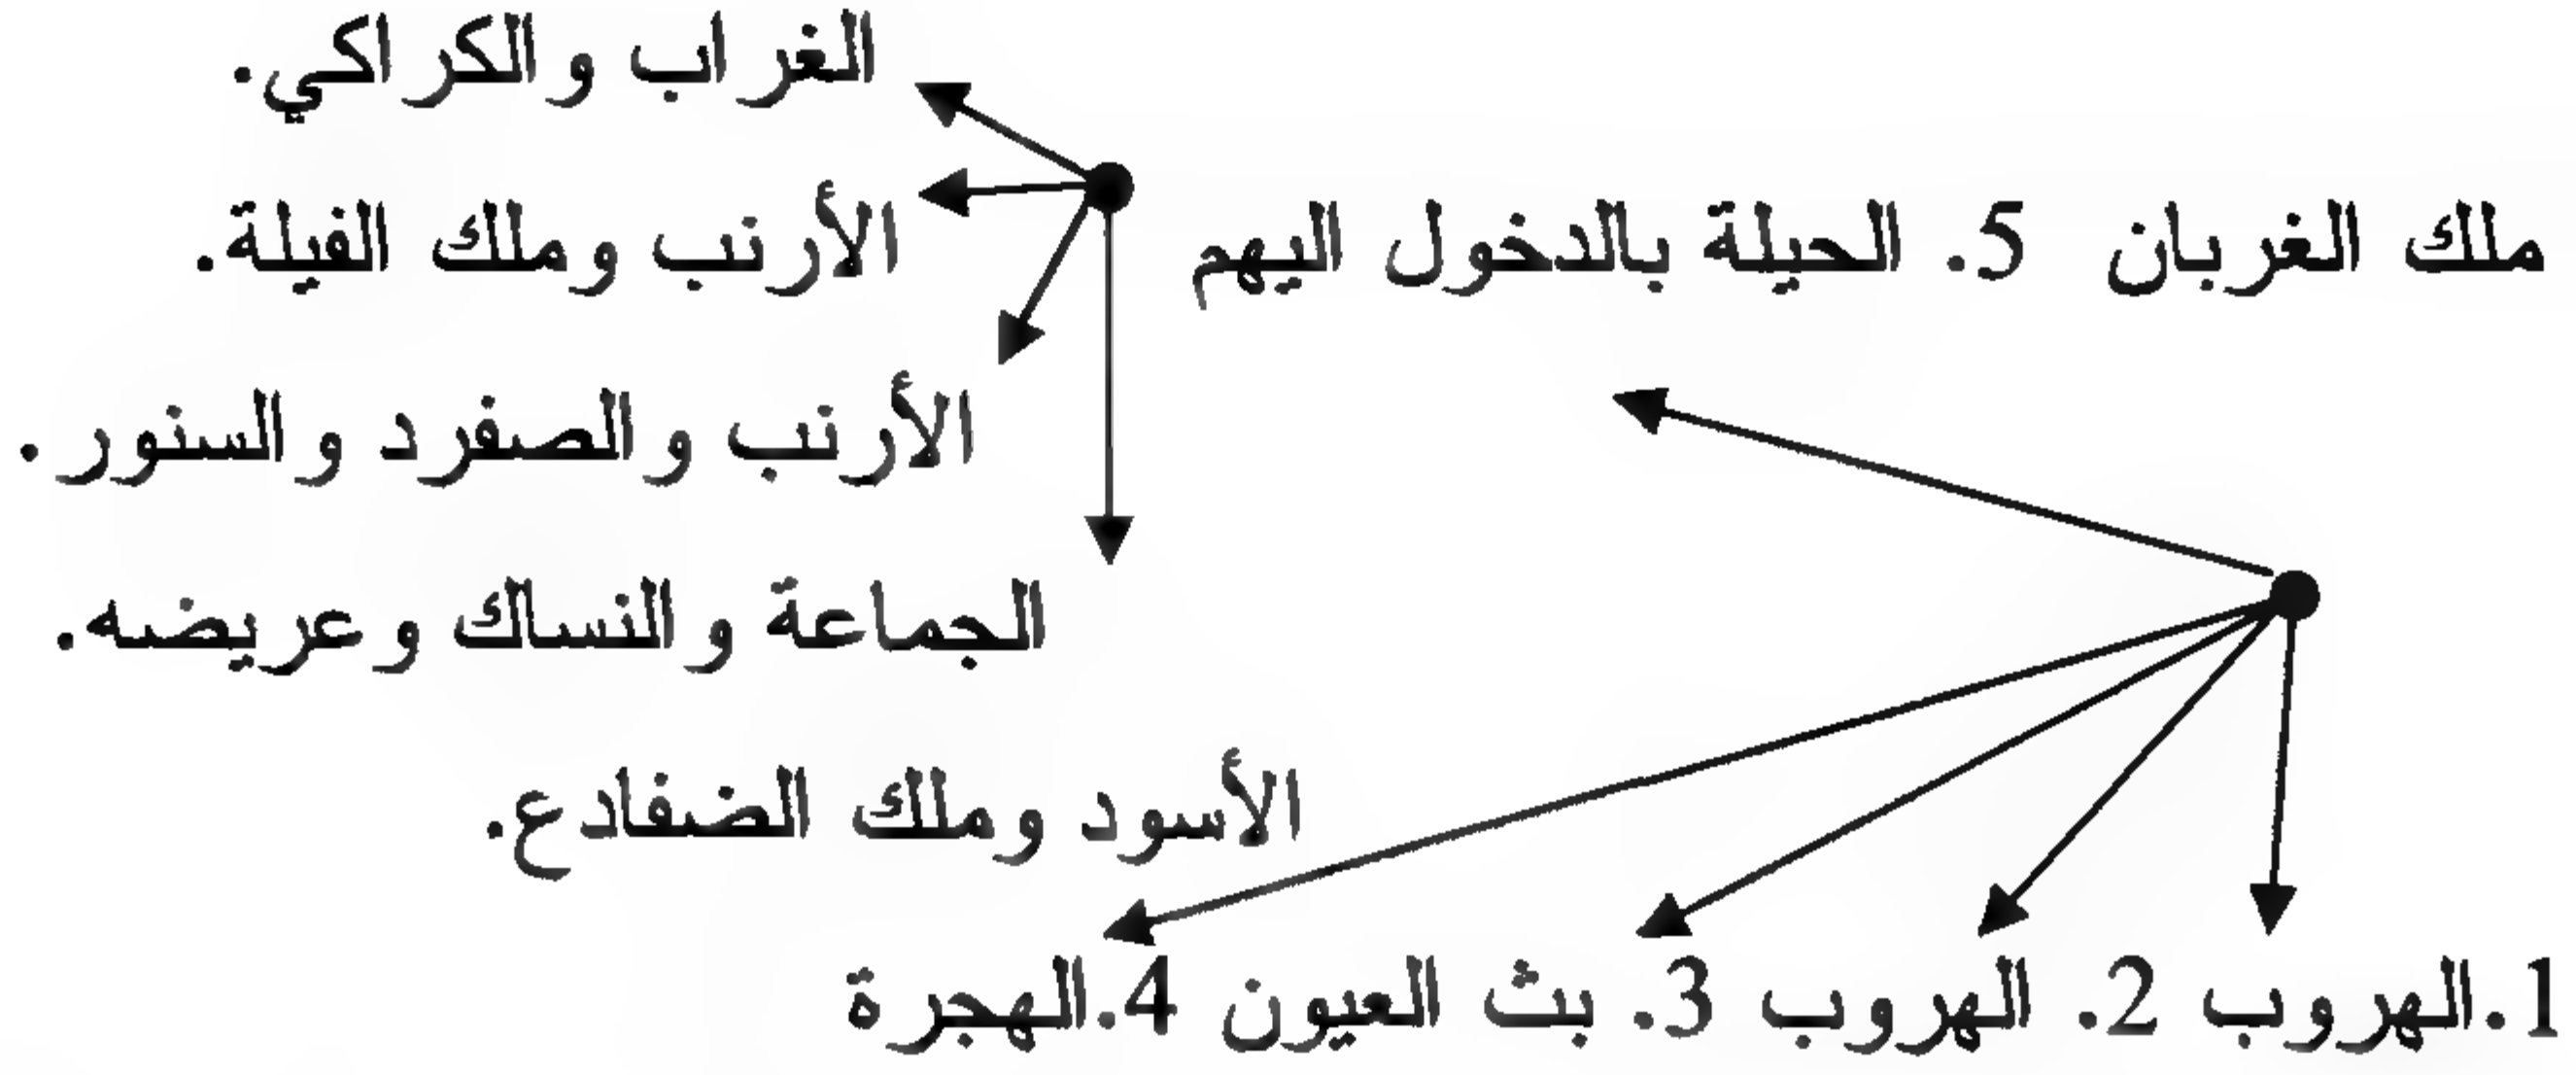 الغراب والكراكي.
ملك الغربان 5. الحيلة بالدخول اليهم
الأرنب وملك الفيلة.
الأرنب والصفرد والسنور.
الجماعة والنساك وعريضه.
الأسود وملك الضفادع.
1.الهروب 2. الهروب 3. بث العيون 4.الهجرة